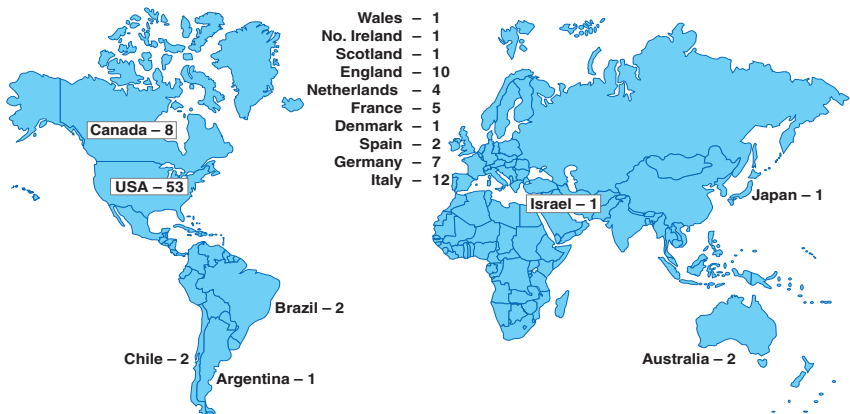 Wales – 1
No. Ireland – 1
Scotland – 1
England – 10
Netherlands – 4
France – 5
Denmark – 1
Spain – 2
Germany – 7
Italy – 12
Canada – 8
USA – 53
Israel – 1
Japan – 1
Brazil – 2
Chile – 2
Argentina – 1
Australia – 2